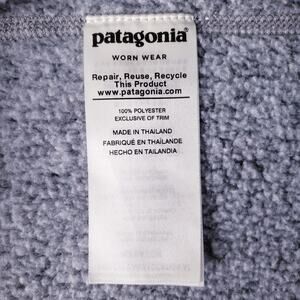 patagonia®
WORN WEAR
Repair, Reuse, Recycle
This Product
www.patagonia.com
100% POLYESTER
EXCLUSIVE OF TRIM
MADE IN THAILAND
FABRIQUÉ EN THAÏLANDE
HECHO EN TAILANDIA